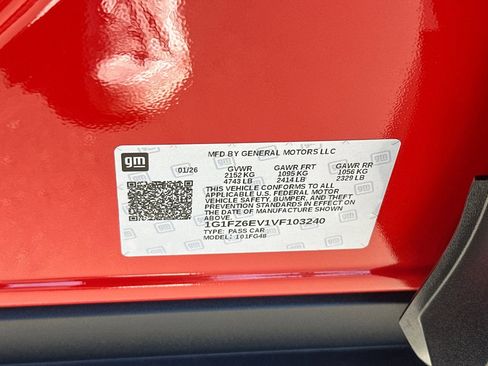 gm
MFD BY GENERAL MOTORS LLC
01/26 GVWR GAWR FRT GAWR RR
2152 KG 1095 KG 1056 KG
4743 LB 2414 LB 2329 LB
THIS VEHICLE CONFORMS TO ALL
APPLICABLE U.S. FEDERAL MOTOR
VEHICLE SAFETY, BUMPER, AND THEFT
PREVENTION STANDARDS IN EFFECT ON
THE DATE OF MANUFACTURE SHOWN
ABOVE.
1G1FZ6EV1VF103240
TYPE: PASS CAR
MODEL: 1G1FG48